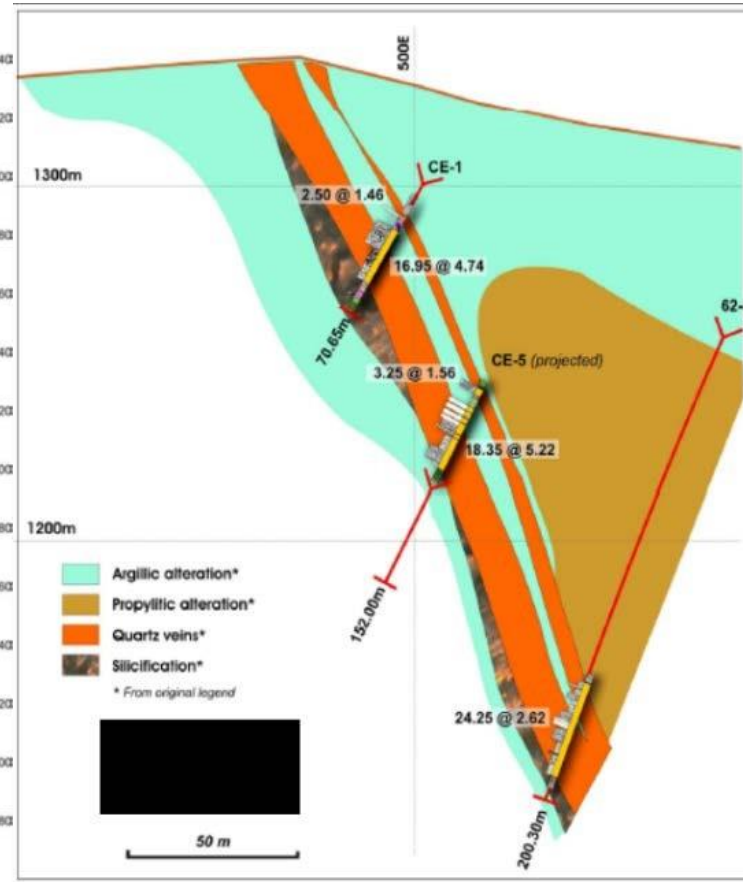 500E
CE-1
1300m
2.50 @ 1.46
16.95 @ 4.74
62-
70.65m
CE-5 (projected)
3.25 @ 1.56
18.35 @ 5.22
1200m
Argillic alteration*
Propylitic alteration*
152.00m
Quartz veins*
Silicification*
* From original legend
24.25 @ 2.62
50 m
200.30m